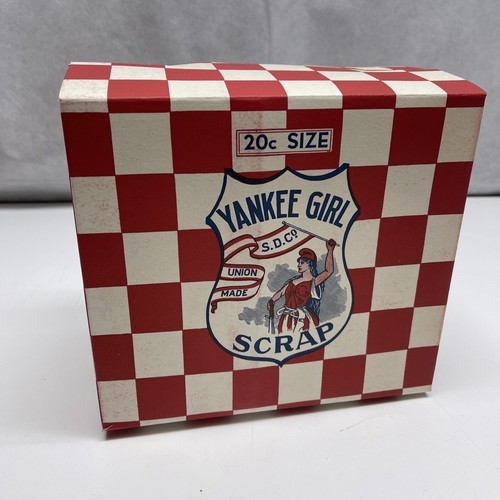 20c SIZE
YANKEE GIRL
S.D.Co
UNION
MADE
SCRAP